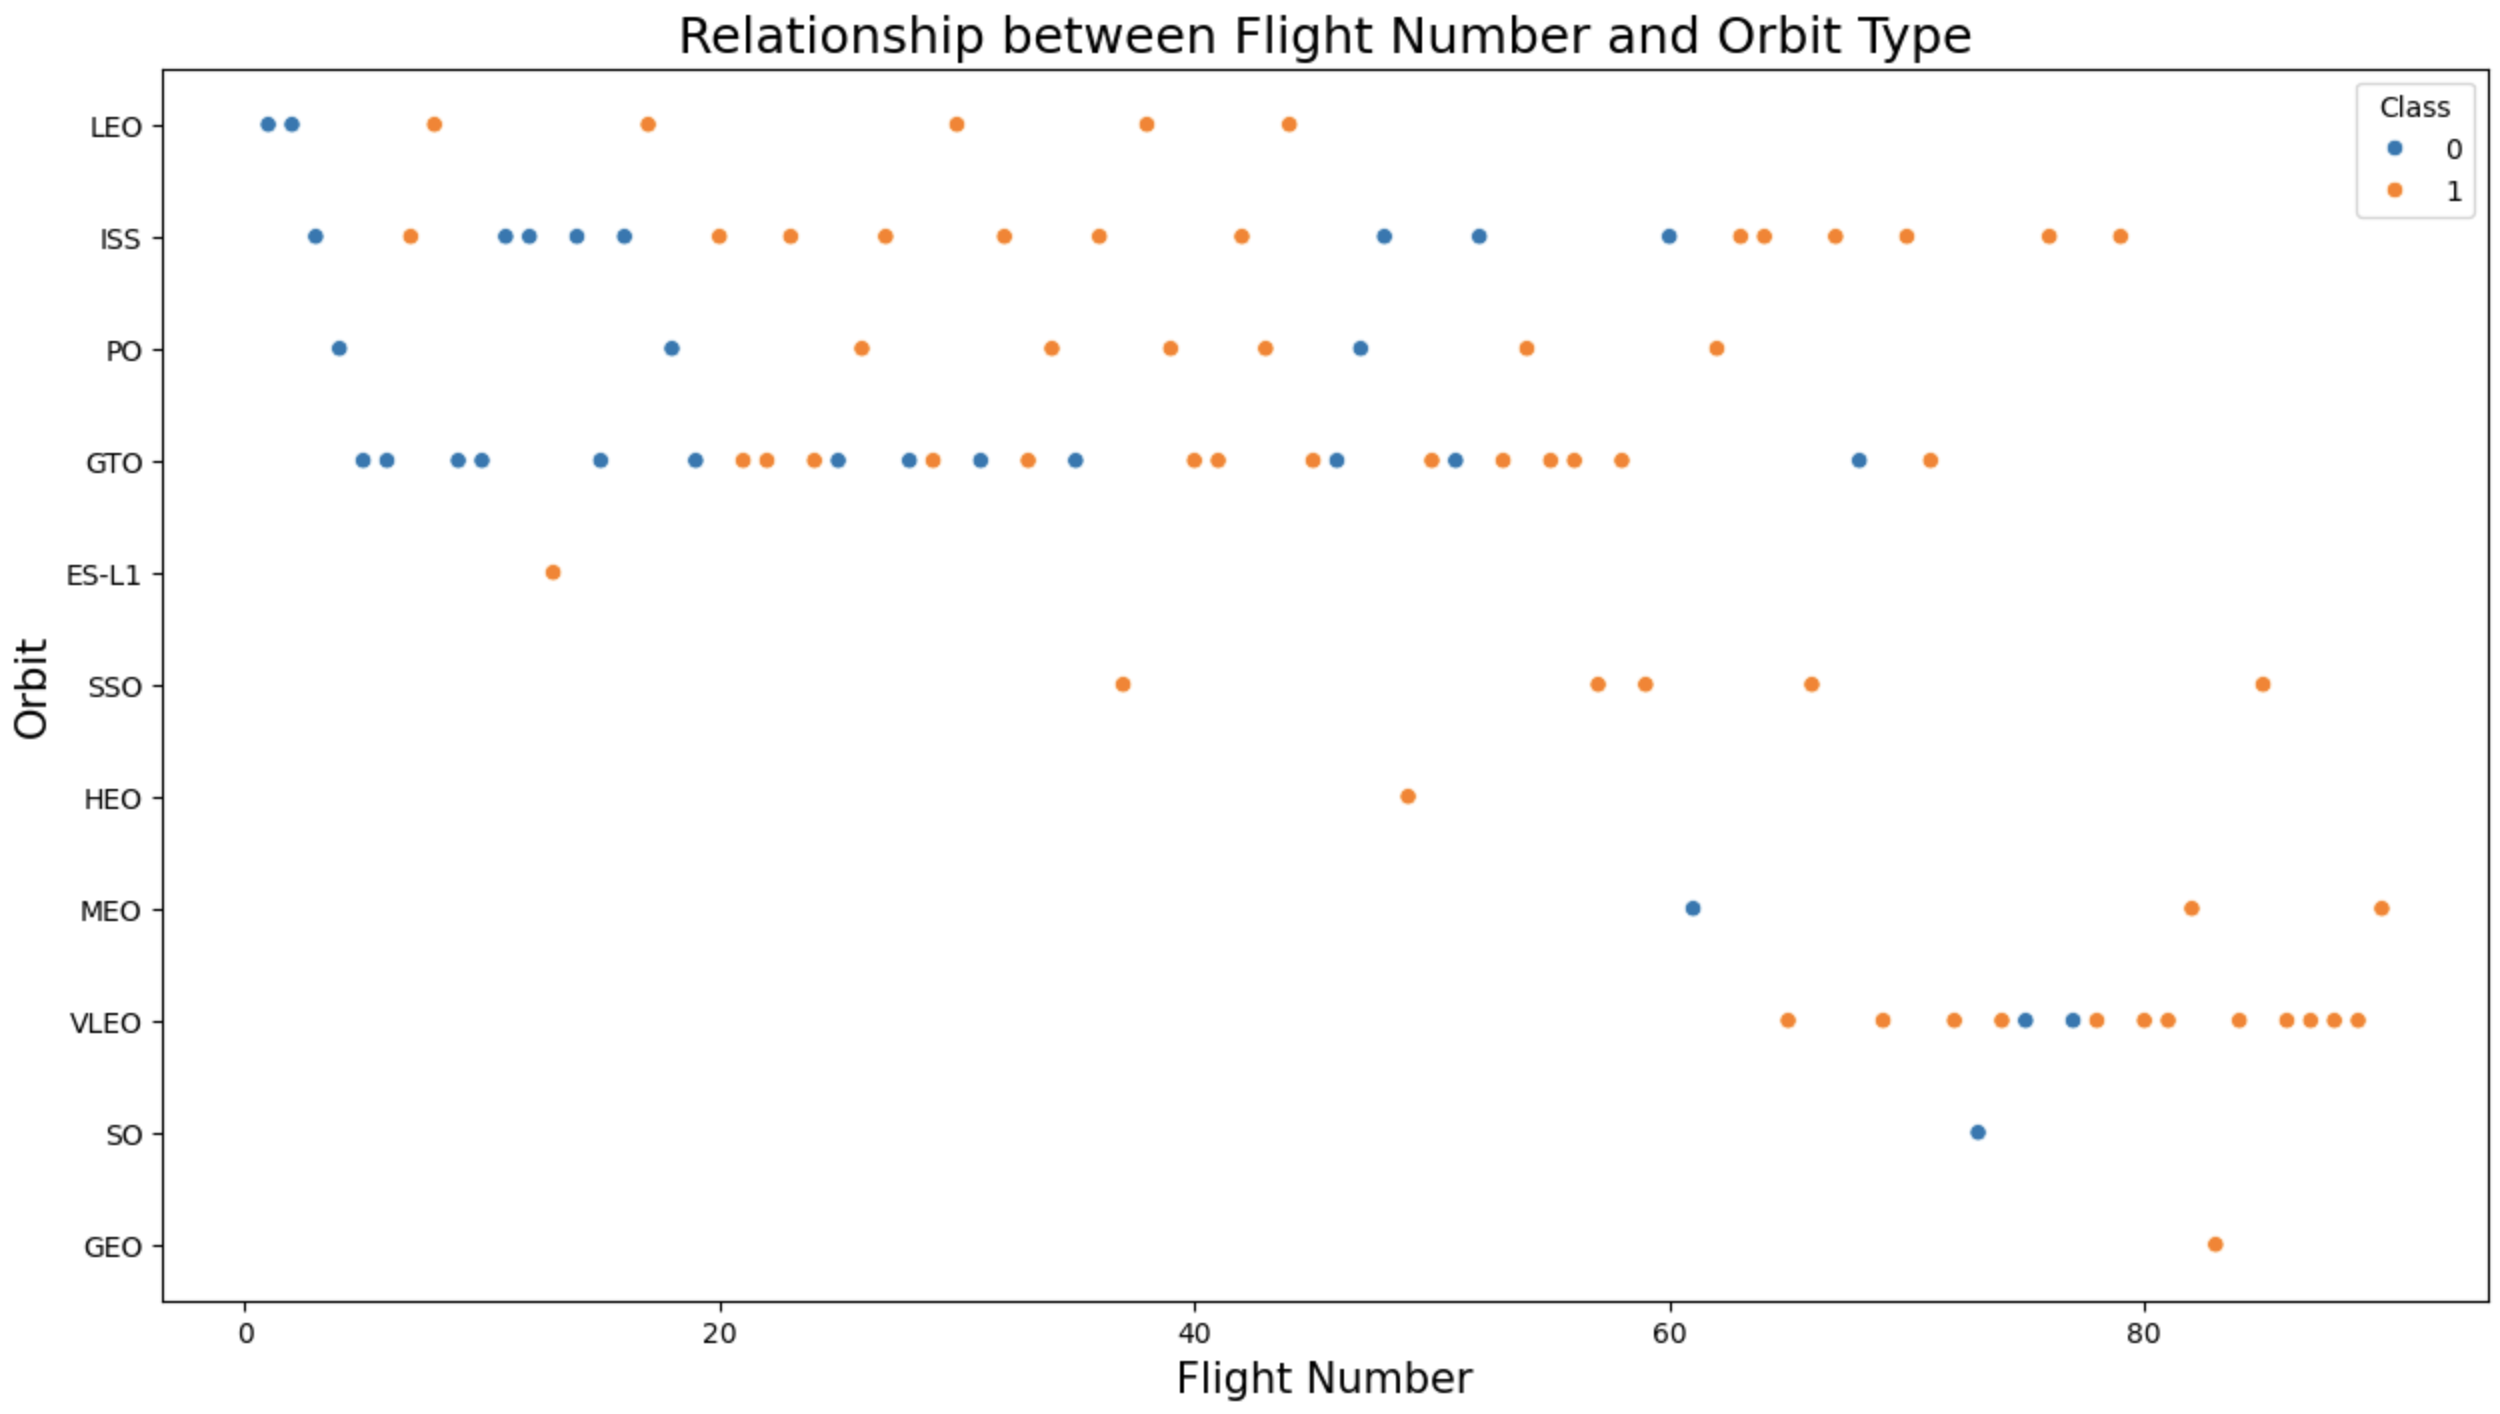 Relationship between Flight Number and Orbit Type
Class
0
1
LEO
ISS
PO
GTO
ES-L1
SSO
HEO
MEO
VLEO
SO
GEO
Orbit
0 20 40 60 80
Flight Number